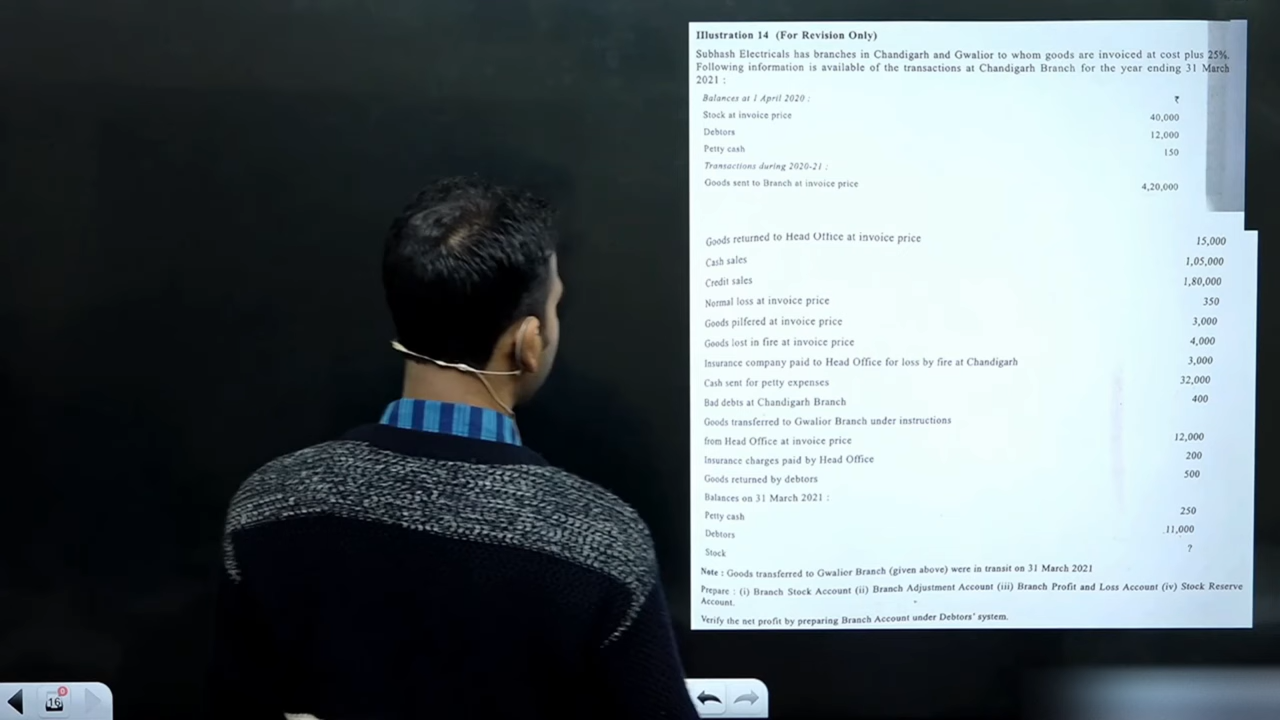 Illustration 14 (For Revision Only)
Subhash Electricals has branches in Chandigarh and Gwalior to whom goods are invoiced at cost plus 25%.
Following information is available of the transactions at Chandigarh Branch for the year ending 31 March
2021 :
Balances at 1 April 2020 : ₹
Stock at invoice price 40,000
Debtors 12,000
Petty cash 150
Transactions during 2020-21 :
Goods sent to Branch at invoice price 4,20,000
Goods returned to Head Office at invoice price 15,000
Cash sales 1,05,000
Credit sales 1,80,000
Normal loss at invoice price 350
Goods pilfered at invoice price 3,000
Goods lost in fire at invoice price 4,000
Insurance company paid to Head Office for loss by fire at Chandigarh 3,000
Cash sent for petty expenses 32,000
Bad debts at Chandigarh Branch 400
Goods transferred to Gwalior Branch under instructions
from Head Office at invoice price 12,000
Insurance charges paid by Head Office 200
Goods returned by debtors 500
Balances on 31 March 2021 :
Petty cash 250
Debtors 11,000
Stock ?
Note : Goods transferred to Gwalior Branch (given above) were in transit on 31 March 2021
Prepare : (i) Branch Stock Account (ii) Branch Adjustment Account (iii) Branch Profit and Loss Account (iv) Stock Reserve
Account.
Verify the net profit by preparing Branch Account under Debtors' system.
16
0